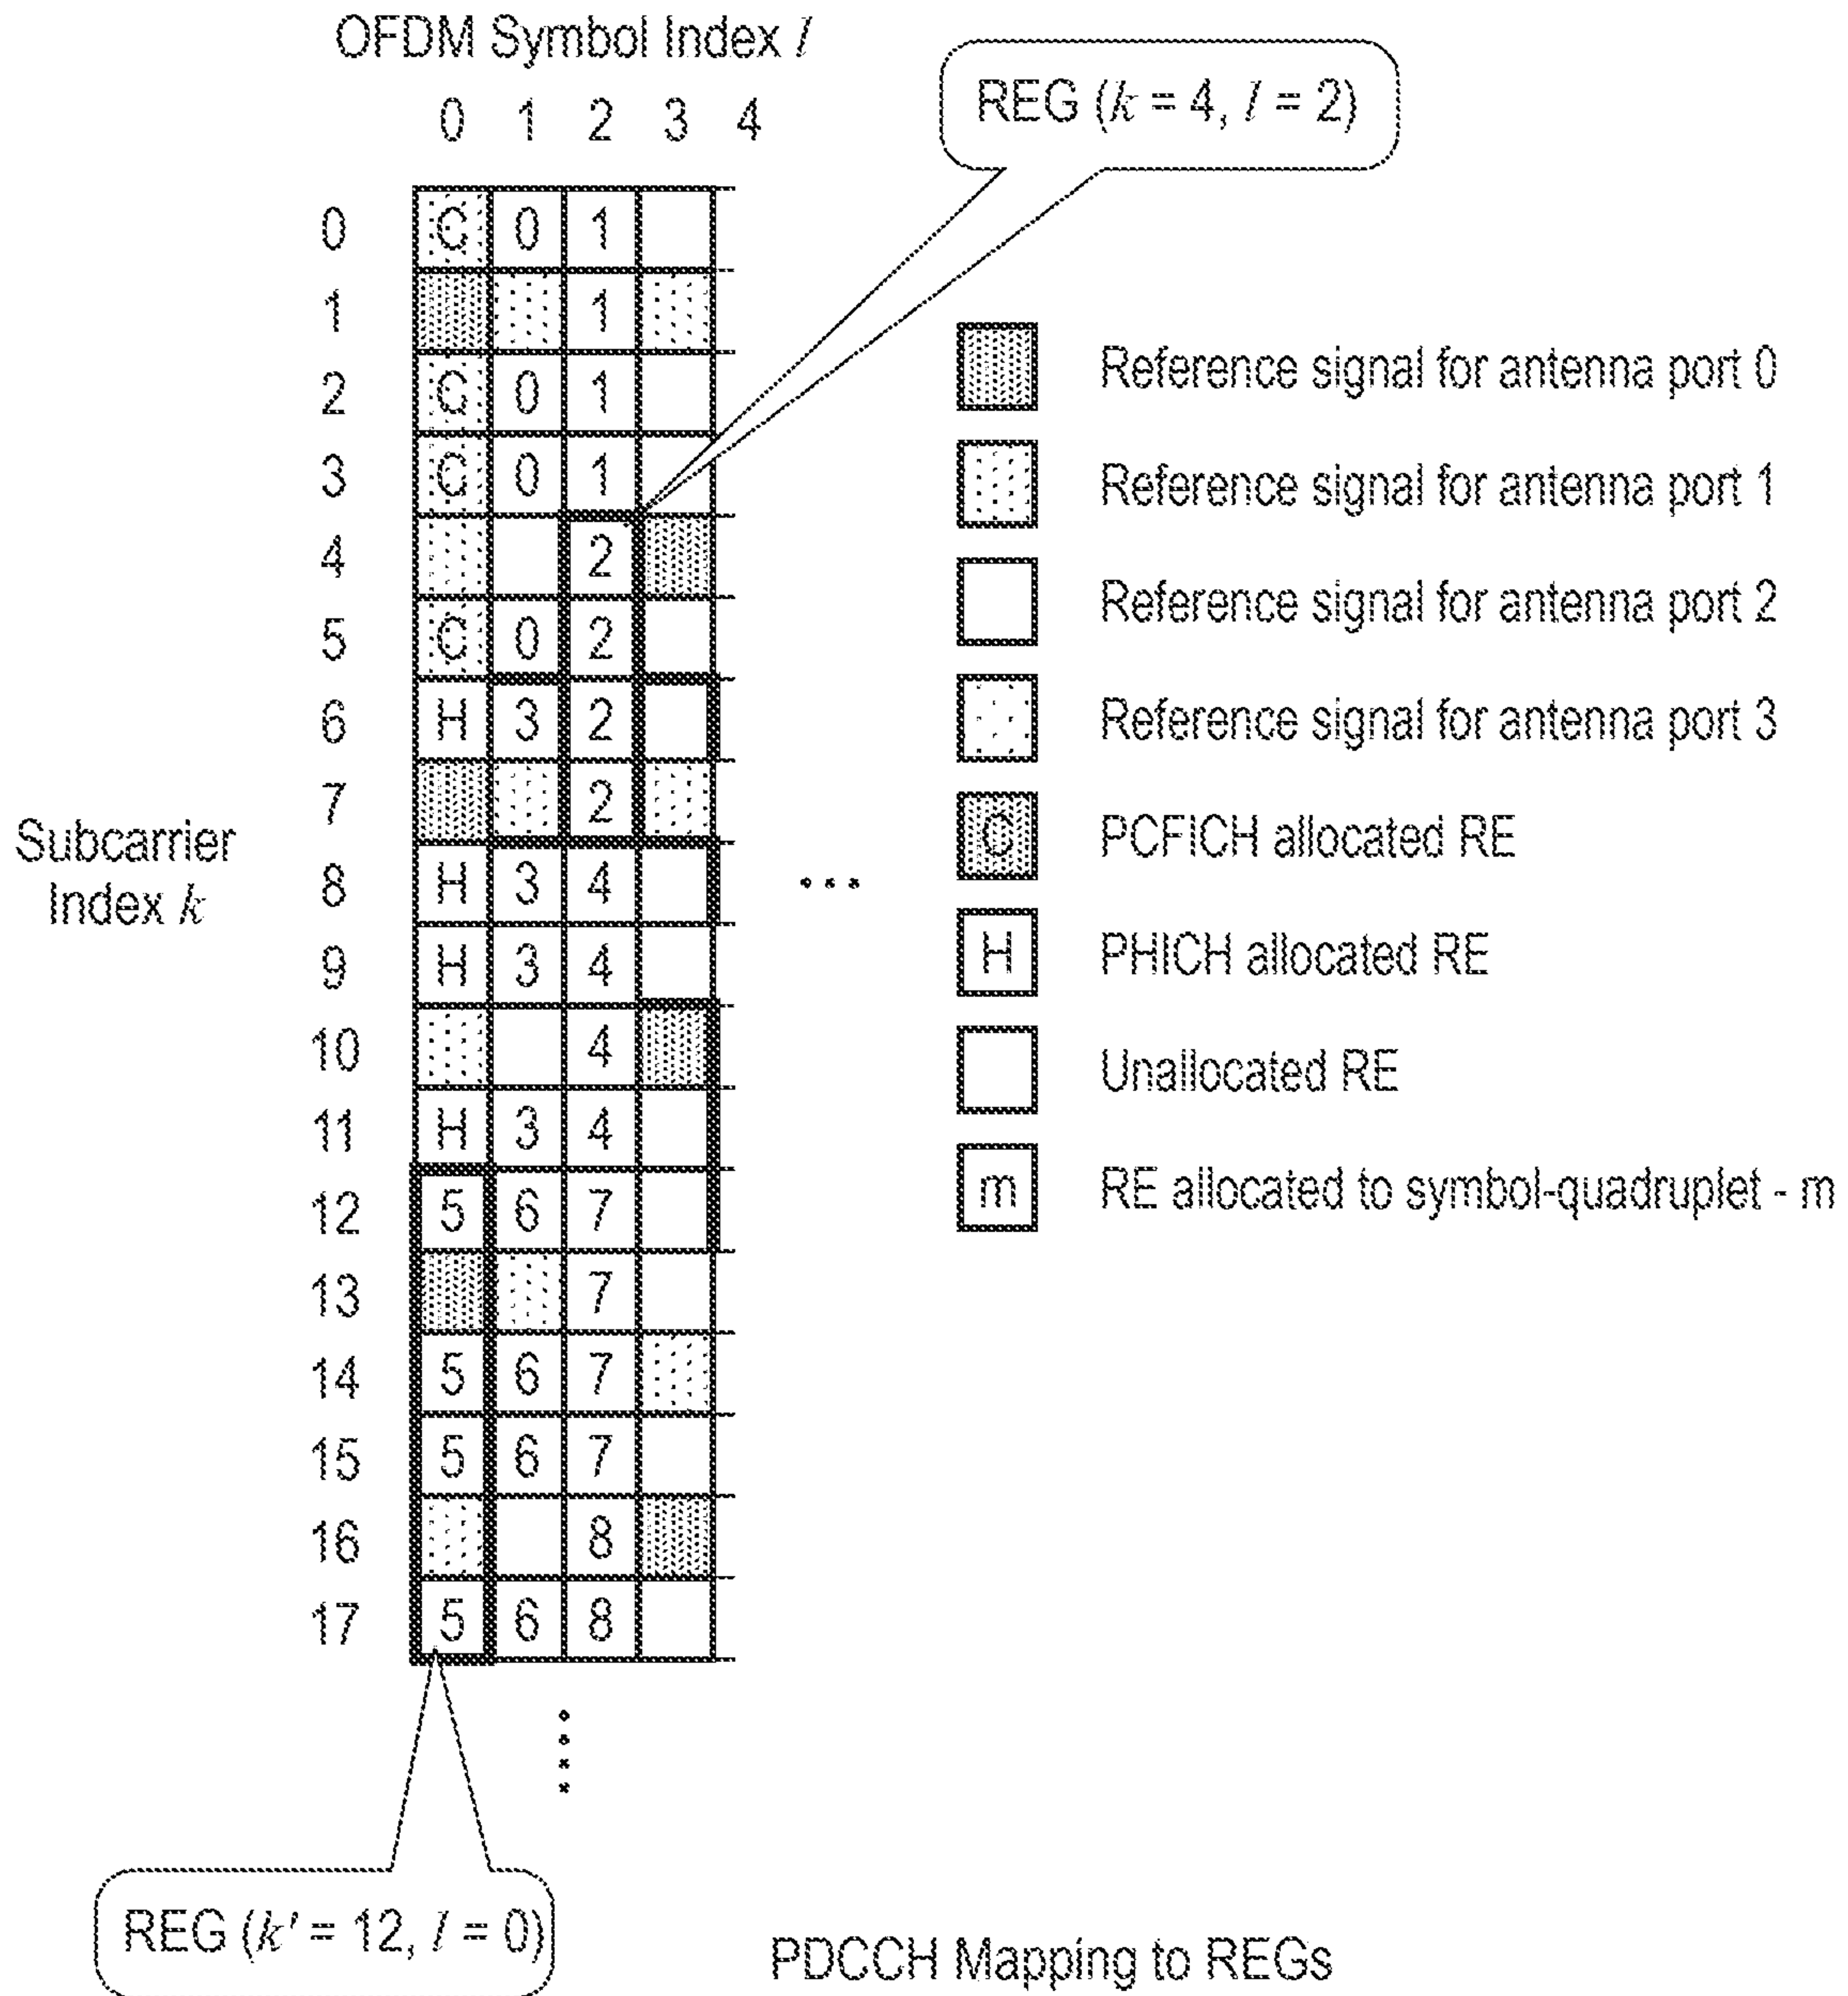 OFDM Symbol Index l
0 1 2 3 4
REG (k = 4, l = 2)
0 C 0 1
1 1
2 C 0 1
3 C 0 1
4 2
5 C 0 2
6 H 3 2
7 2
8 H 3 4
9 H 3 4
10 4
11 H 3 4
12 5 6 7
13 7
14 5 6 7
15 5 6 7
16 8
17 5 6 8
Subcarrier
Index k
Reference signal for antenna port 0
Reference signal for antenna port 1
Reference signal for antenna port 2
Reference signal for antenna port 3
C PCFICH allocated RE
H PHICH allocated RE
Unallocated RE
m RE allocated to symbol-quadruplet - m
REG (k' = 12, l = 0)
PDCCH Mapping to REGs